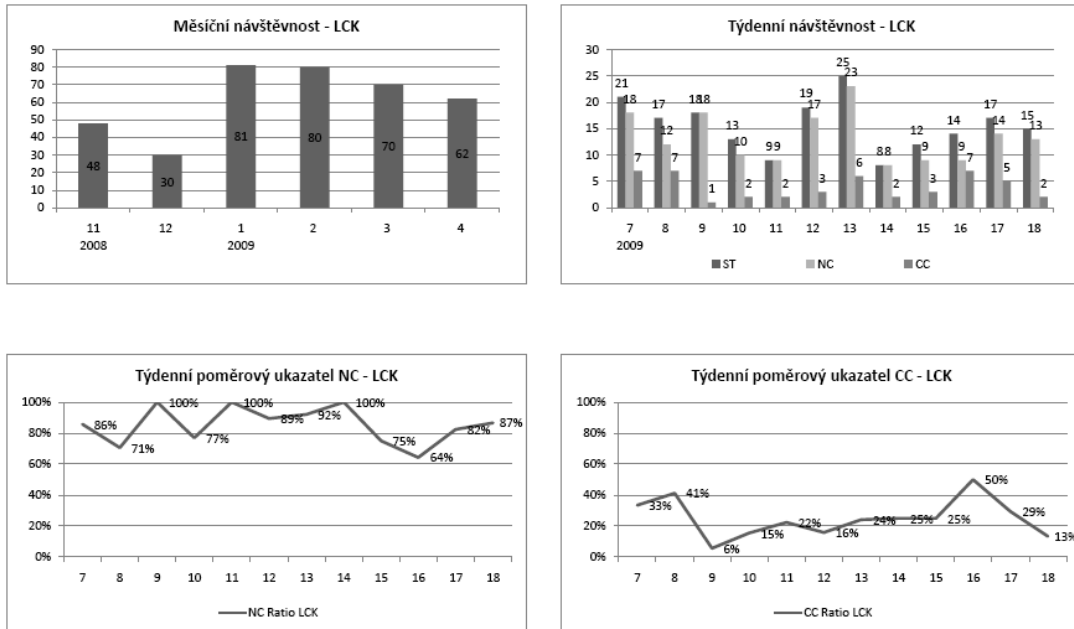 Měsíční návštěvnost - LCK
90
80
70
60
50
40
30
20
10
0
48
30
81
80
70
62
11 12 1 2 3 4
2008 2009
Týdenní návštěvnost - LCK
30
25
20
15
10
5
0
21 18 7
17 12 7
18 18 1
13 10 2
9 9 2
19 17 3
25 23 6
8 8 2
12 9 3
14 9 7
17 14 5
15 13 2
7 8 9 10 11 12 13 14 15 16 17 18
2009
ST NC CC
Týdenní poměrový ukazatel NC - LCK
100%
80%
60%
40%
20%
0%
86% 71% 100% 77% 100% 89% 92% 100% 75% 64% 82% 87%
7 8 9 10 11 12 13 14 15 16 17 18
NC Ratio LCK
Týdenní poměrový ukazatel CC - LCK
100%
80%
60%
40%
20%
0%
33% 41% 6% 15% 22% 16% 24% 25% 25% 50% 29% 13%
7 8 9 10 11 12 13 14 15 16 17 18
CC Ratio LCK